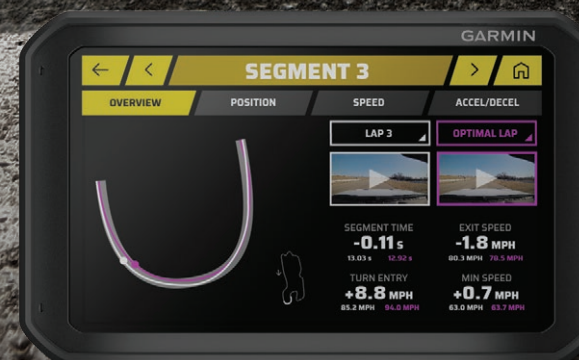 GARMIN
SEGMENT 3
OVERVIEW POSITION SPEED ACCEL/DECEL
LAP 3 OPTIMAL LAP
SEGMENT TIME EXIT SPEED
-0.11 s -1.8 MPH
13.03 s 12.92 s 80.3 MPH 78.5 MPH
TURN ENTRY MIN SPEED
+8.8 MPH +0.7 MPH
85.2 MPH 94.0 MPH 63.0 MPH 63.7 MPH